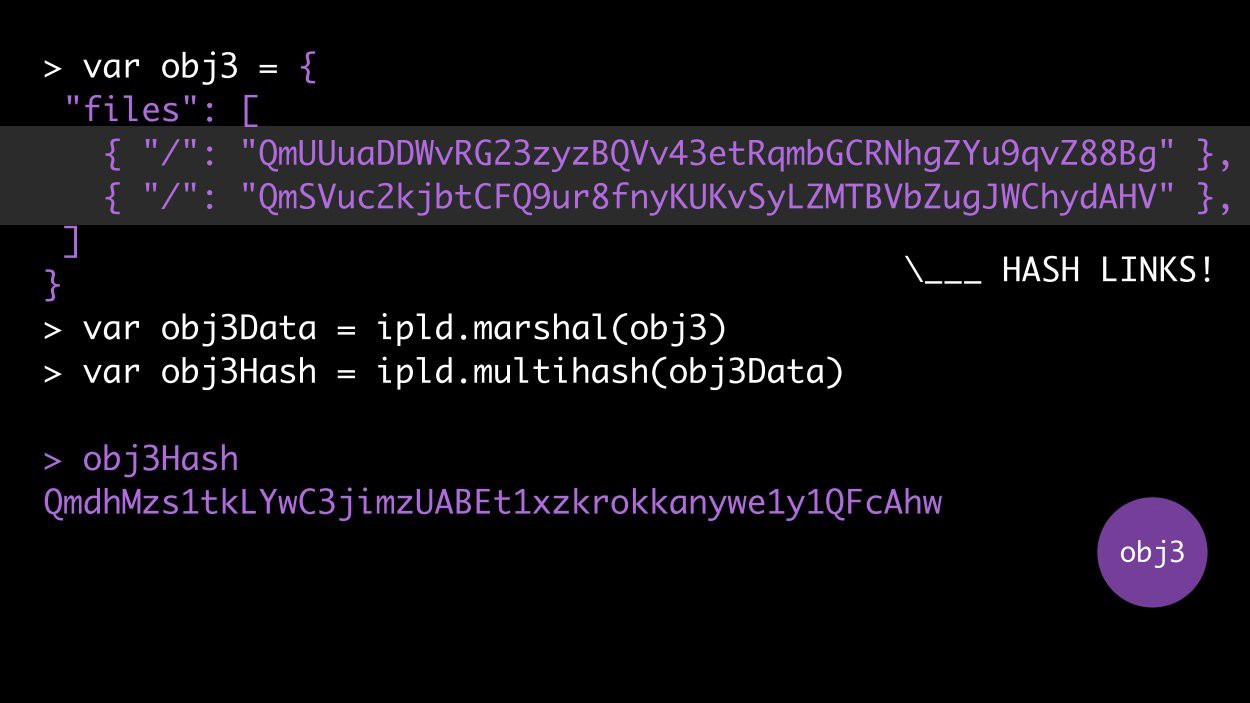 > var obj3 = {
"files": [
{ "/": "QmUUuaDDWvRG23zyzBQVv43etRqmbGCRNhgZYu9qvZ88Bg" },
{ "/": "QmSVuc2kjbtCFQ9ur8fnyKUKvSyLZMTBVbZugJWChydAHV" },
]
\___ HASH LINKS!
}
> var obj3Data = ipld.marshal(obj3)
> var obj3Hash = ipld.multihash(obj3Data)
> obj3Hash
QmdhMzs1tkLYwC3jimzUABEt1xzkrokkanywe1y1QFcAhw
obj3